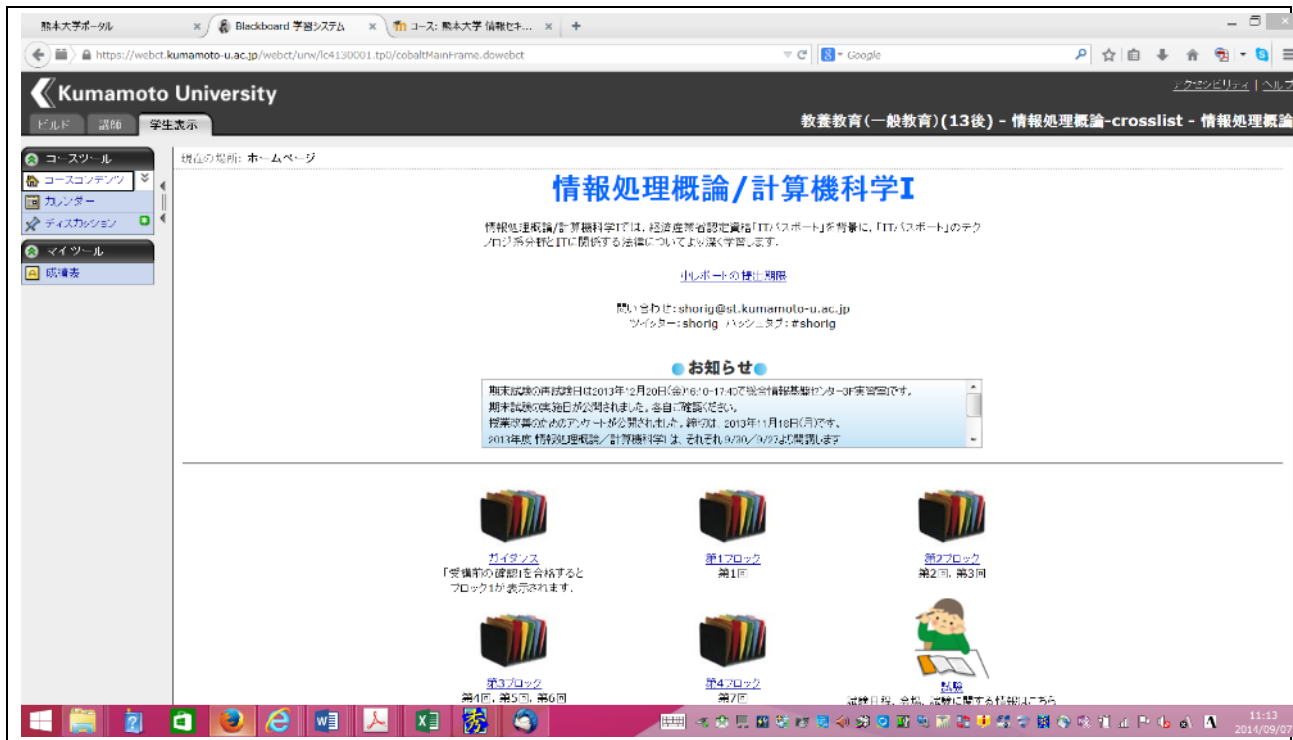 熊本大学ポータル
Blackboard 学習システム
コース: 熊本大学 情報セキ...
https://webct.kumamoto-u.ac.jp/webct/urw/lc4130001.tp0/cobaltMainFrame.dowebct
Google
Kumamoto University
アクセシビリティ | ヘルプ
ビルド
講師
学生表示
教養教育(一般教育)(13後) - 情報処理概論-crosslist - 情報処理概論
コースツール
コースコンテンツ
カレンダー
ディスカッション
マイツール
成績表
現在の場所: ホームページ
情報処理概論/計算機科学I
情報処理概論/計算機科学Iでは、経済産業省認定資格「ITパスポート」を背景に、「ITパスポート」のテク
ノロジ系分野とITに関係する法律についてより深く学習します.
小レポートの提出期限
問い合わせ:shorig@st.kumamoto-u.ac.jp
ツイッター:shorig ハッシュタグ:#shorig
お知らせ
期末試験の再試験日は2013年12月20日(金)16:10-17:40で総合情報基盤センター3F実習室です。
期末試験の実施日が公開されました。各自ご確認ください。
授業改善のためのアンケートが公開されました。締切は、2013年11月18日(月)です。
2013年度 情報処理概論/計算機科学I は、それぞれ 9/30/9/27より開講します
ガイダンス
「受講前の確認」を合格すると
ブロック1が表示されます.
第1ブロック
第1回
第2ブロック
第2回, 第3回
第3ブロック
第4回, 第5回, 第6回
第4ブロック
第7回
試験
試験日程, 会場, 試験に関する情報はこちら
11:13
2014/09/07